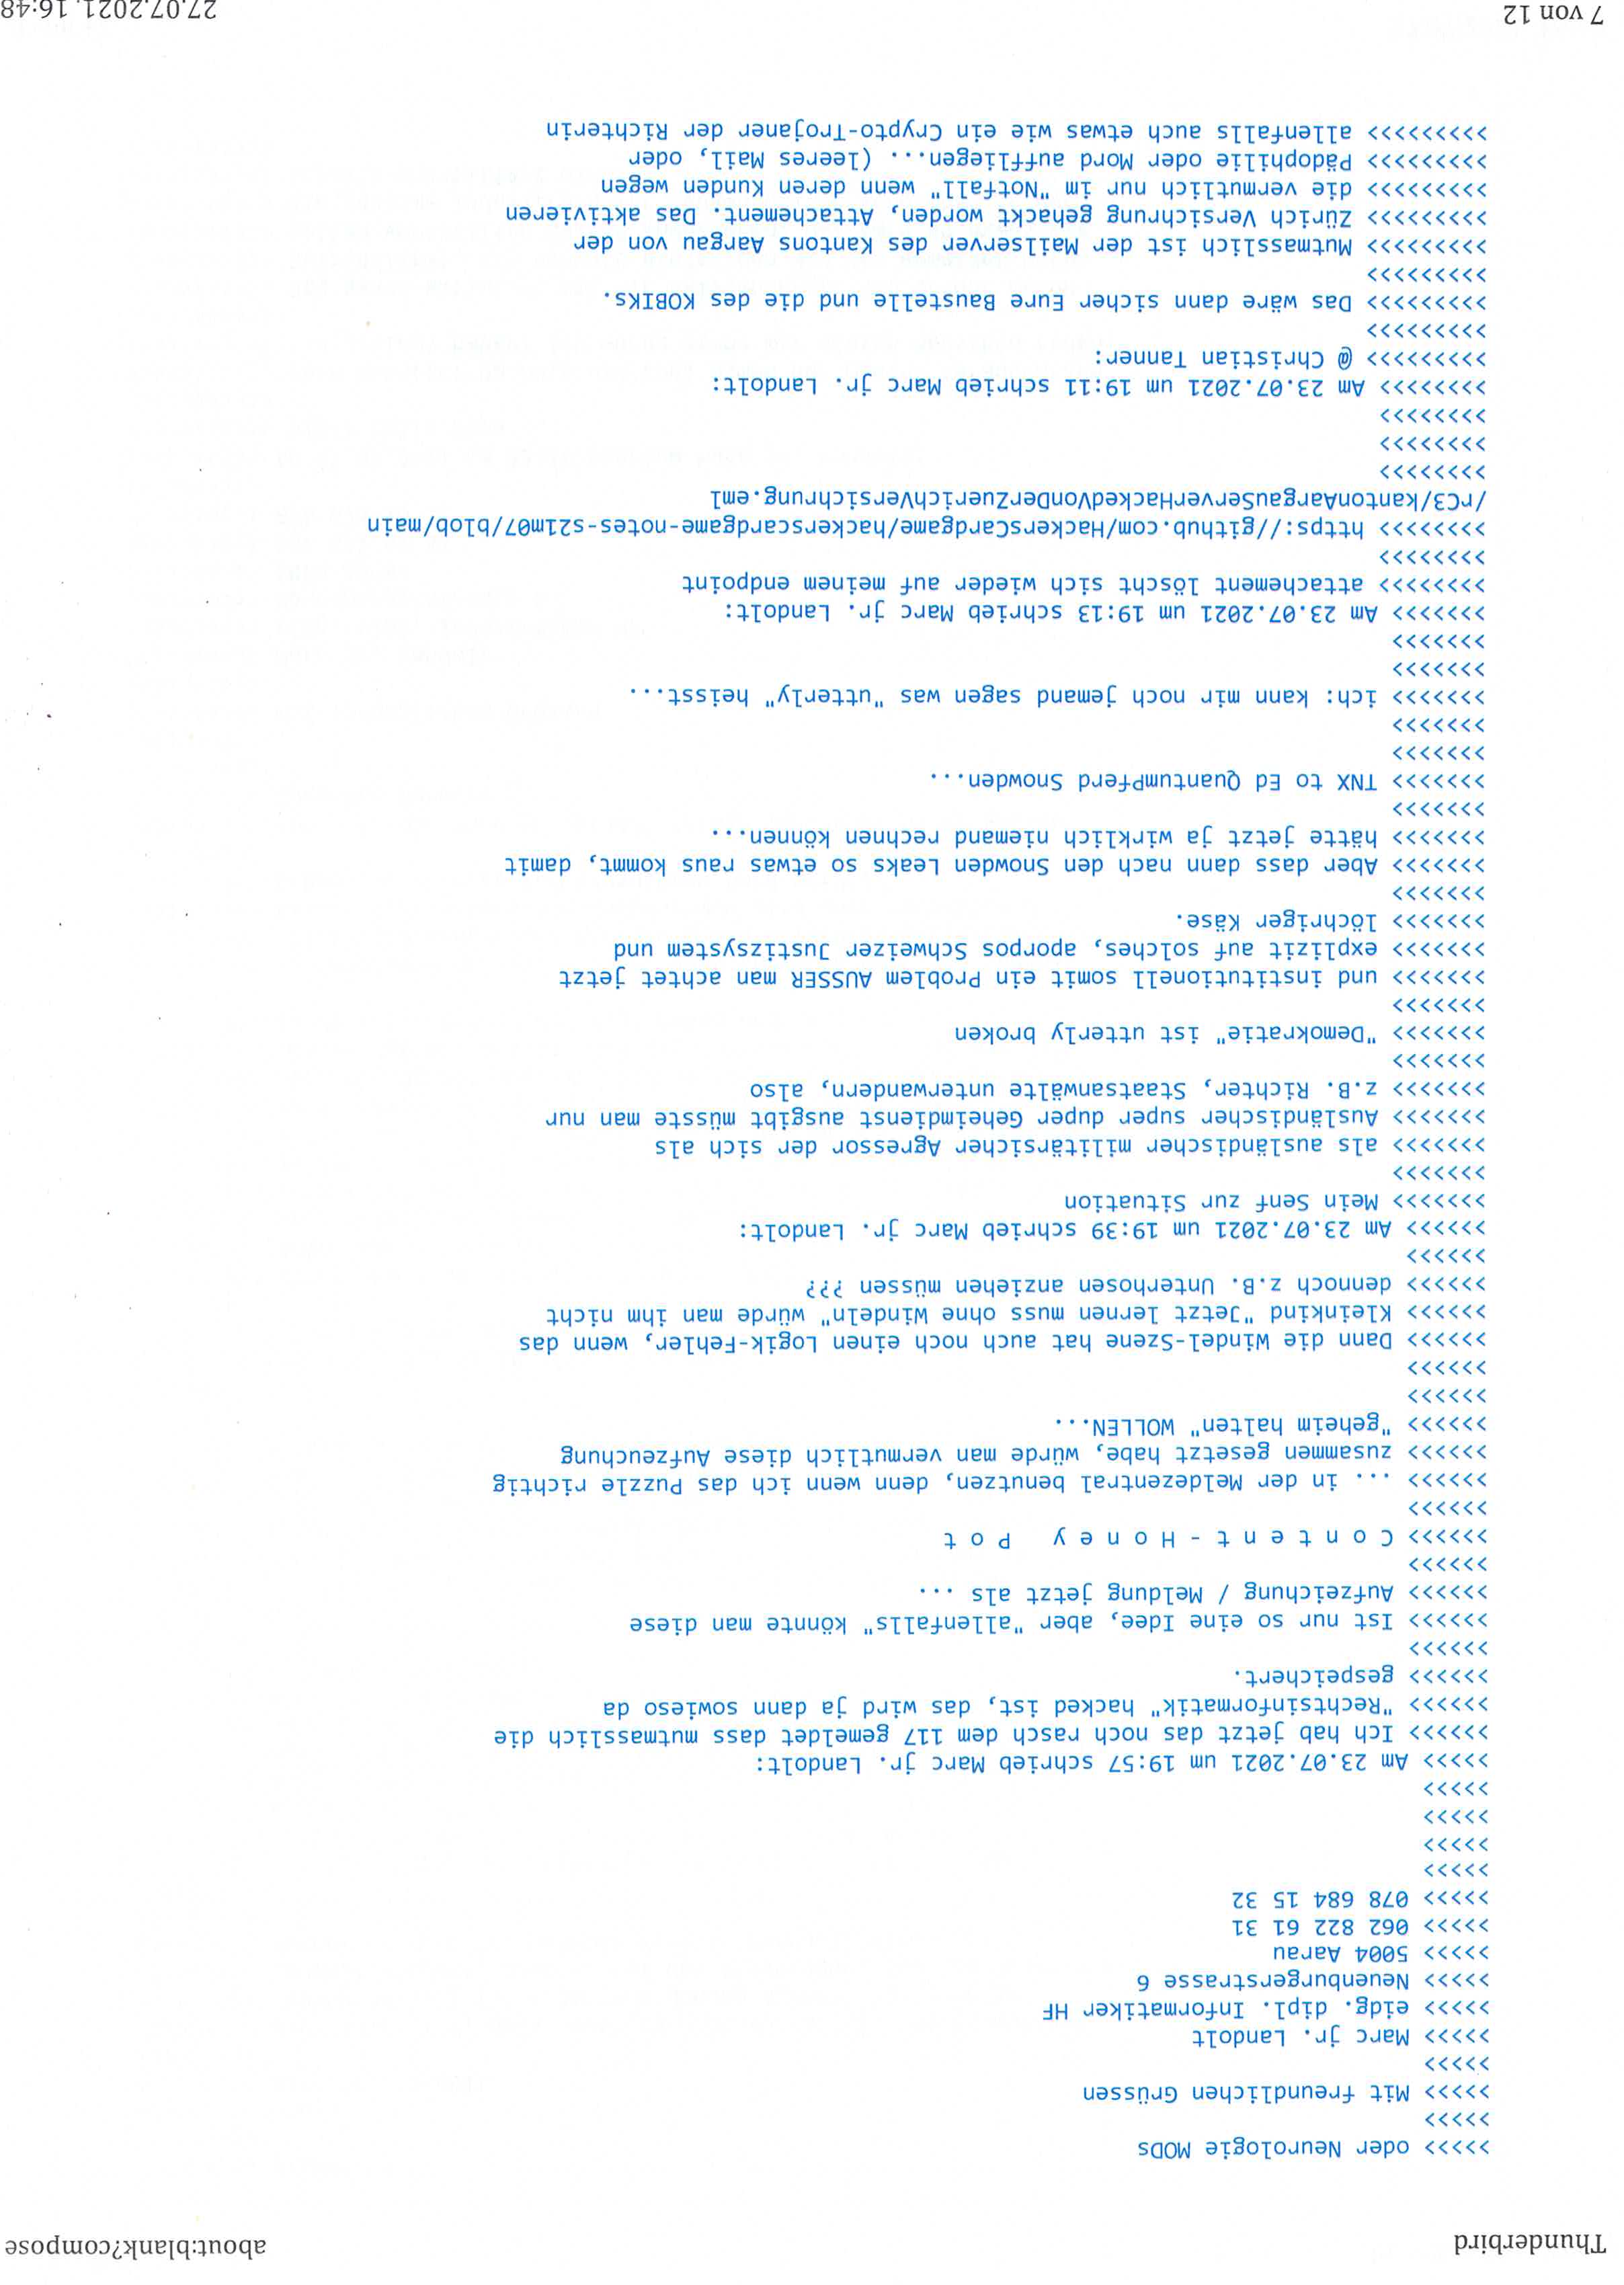 Thunderbird
about:blank?compose
>>>>> oder Neurologie MODs
>>>>>
>>>>> Mit freundlichen Grüssen
>>>>>
>>>>> Marc jr. Landolt
>>>>> eidg. dipl. Informatiker HF
>>>>> Neuenburgerstrasse 6
>>>>> 5004 Aarau
>>>>> 062 822 61 31
>>>>> 078 684 15 32
>>>>>
>>>>>
>>>>>
>>>>>
>>>>> Am 23.07.2021 um 19:57 schrieb Marc jr. Landolt:
>>>>>> Ich hab jetzt das noch rasch dem 117 gemeldet dass mutmasslich die
>>>>>> "Rechtsinformatik" hacked ist, das wird ja dann sowieso da
>>>>>> gespeichert.
>>>>>>
>>>>>> Ist nur so eine Idee, aber "allenfalls" könnte man diese
>>>>>> Aufzeichung / Meldung jetzt als ...
>>>>>>
>>>>>> C o n t e n t - H o n e y   P o t
>>>>>>
>>>>>> ... in der Meldezentral benutzen, denn wenn ich das Puzzle richtig
>>>>>> zusammen gesetzt habe, würde man vermutlich diese Aufzeuchung
>>>>>> "geheim halten" WOLLEN...
>>>>>>
>>>>>>
>>>>>> Dann die Windel-Szene hat auch noch einen Logik-Fehler, wenn das
>>>>>> Kleinkind "Jetzt lernen muss ohne Windeln" würde man ihm nicht
>>>>>> dennoch z.B. Unterhosen anziehen müssen ???
>>>>>>
>>>>>> Am 23.07.2021 um 19:39 schrieb Marc jr. Landolt:
>>>>>>> Mein Senf zur Situation
>>>>>>>
>>>>>>> als ausländischer militärsicher Agressor der sich als
>>>>>>> Ausländischer super duper Geheimdienst ausgibt müsste man nur
>>>>>>> z.B. Richter, Staatsanwälte unterwandern, also
>>>>>>>
>>>>>>> "Demokratie" ist utterly broken
>>>>>>>
>>>>>>> und institutionell somit ein Problem AUSSER man achtet jetzt
>>>>>>> explizit auf solches, aporpos Schweizer Justizsystem und
>>>>>>> löchriger Käse.
>>>>>>>
>>>>>>> Aber dass dann nach den Snowden Leaks so etwas raus kommt, damit
>>>>>>> hätte jetzt ja wirklich niemand rechnen können...
>>>>>>>
>>>>>>> TNX to Ed QuantumPferd Snowden...
>>>>>>>
>>>>>>>
>>>>>>> ich: kann mir noch jemand sagen was "utterly" heisst...
>>>>>>>
>>>>>>>
>>>>>>> Am 23.07.2021 um 19:13 schrieb Marc jr. Landolt:
>>>>>>>> attachement löscht sich wieder auf meinem endpoint
>>>>>>>>
>>>>>>>> https://github.com/HackersCardgame/hackerscardgame-notes-s21m07/blob/main
/rC3/kantonAargauServerHackedVonDerZuerichVersichrung.eml
>>>>>>>>
>>>>>>>>
>>>>>>>>
>>>>>>>> Am 23.07.2021 um 19:11 schrieb Marc jr. Landolt:
>>>>>>>>> @ Christian Tanner:
>>>>>>>>>
>>>>>>>>> Das wäre dann sicher Eure Baustelle und die des KOBIKs.
>>>>>>>>>
>>>>>>>>> Mutmasslich ist der Mailserver des Kantons Aargau von der
>>>>>>>>> Zürich Versichrung gehackt worden, Attachement. Das aktivieren
>>>>>>>>> die vermutlich nur im "Notfall" wenn deren Kunden wegen
>>>>>>>>> Pädophilie oder Mord auffliegen... (leeres Mail, oder
>>>>>>>>> allenfalls auch etwas wie ein Crypto-Trojaner der Richterin
7 von 12
27.07.2021, 16:48